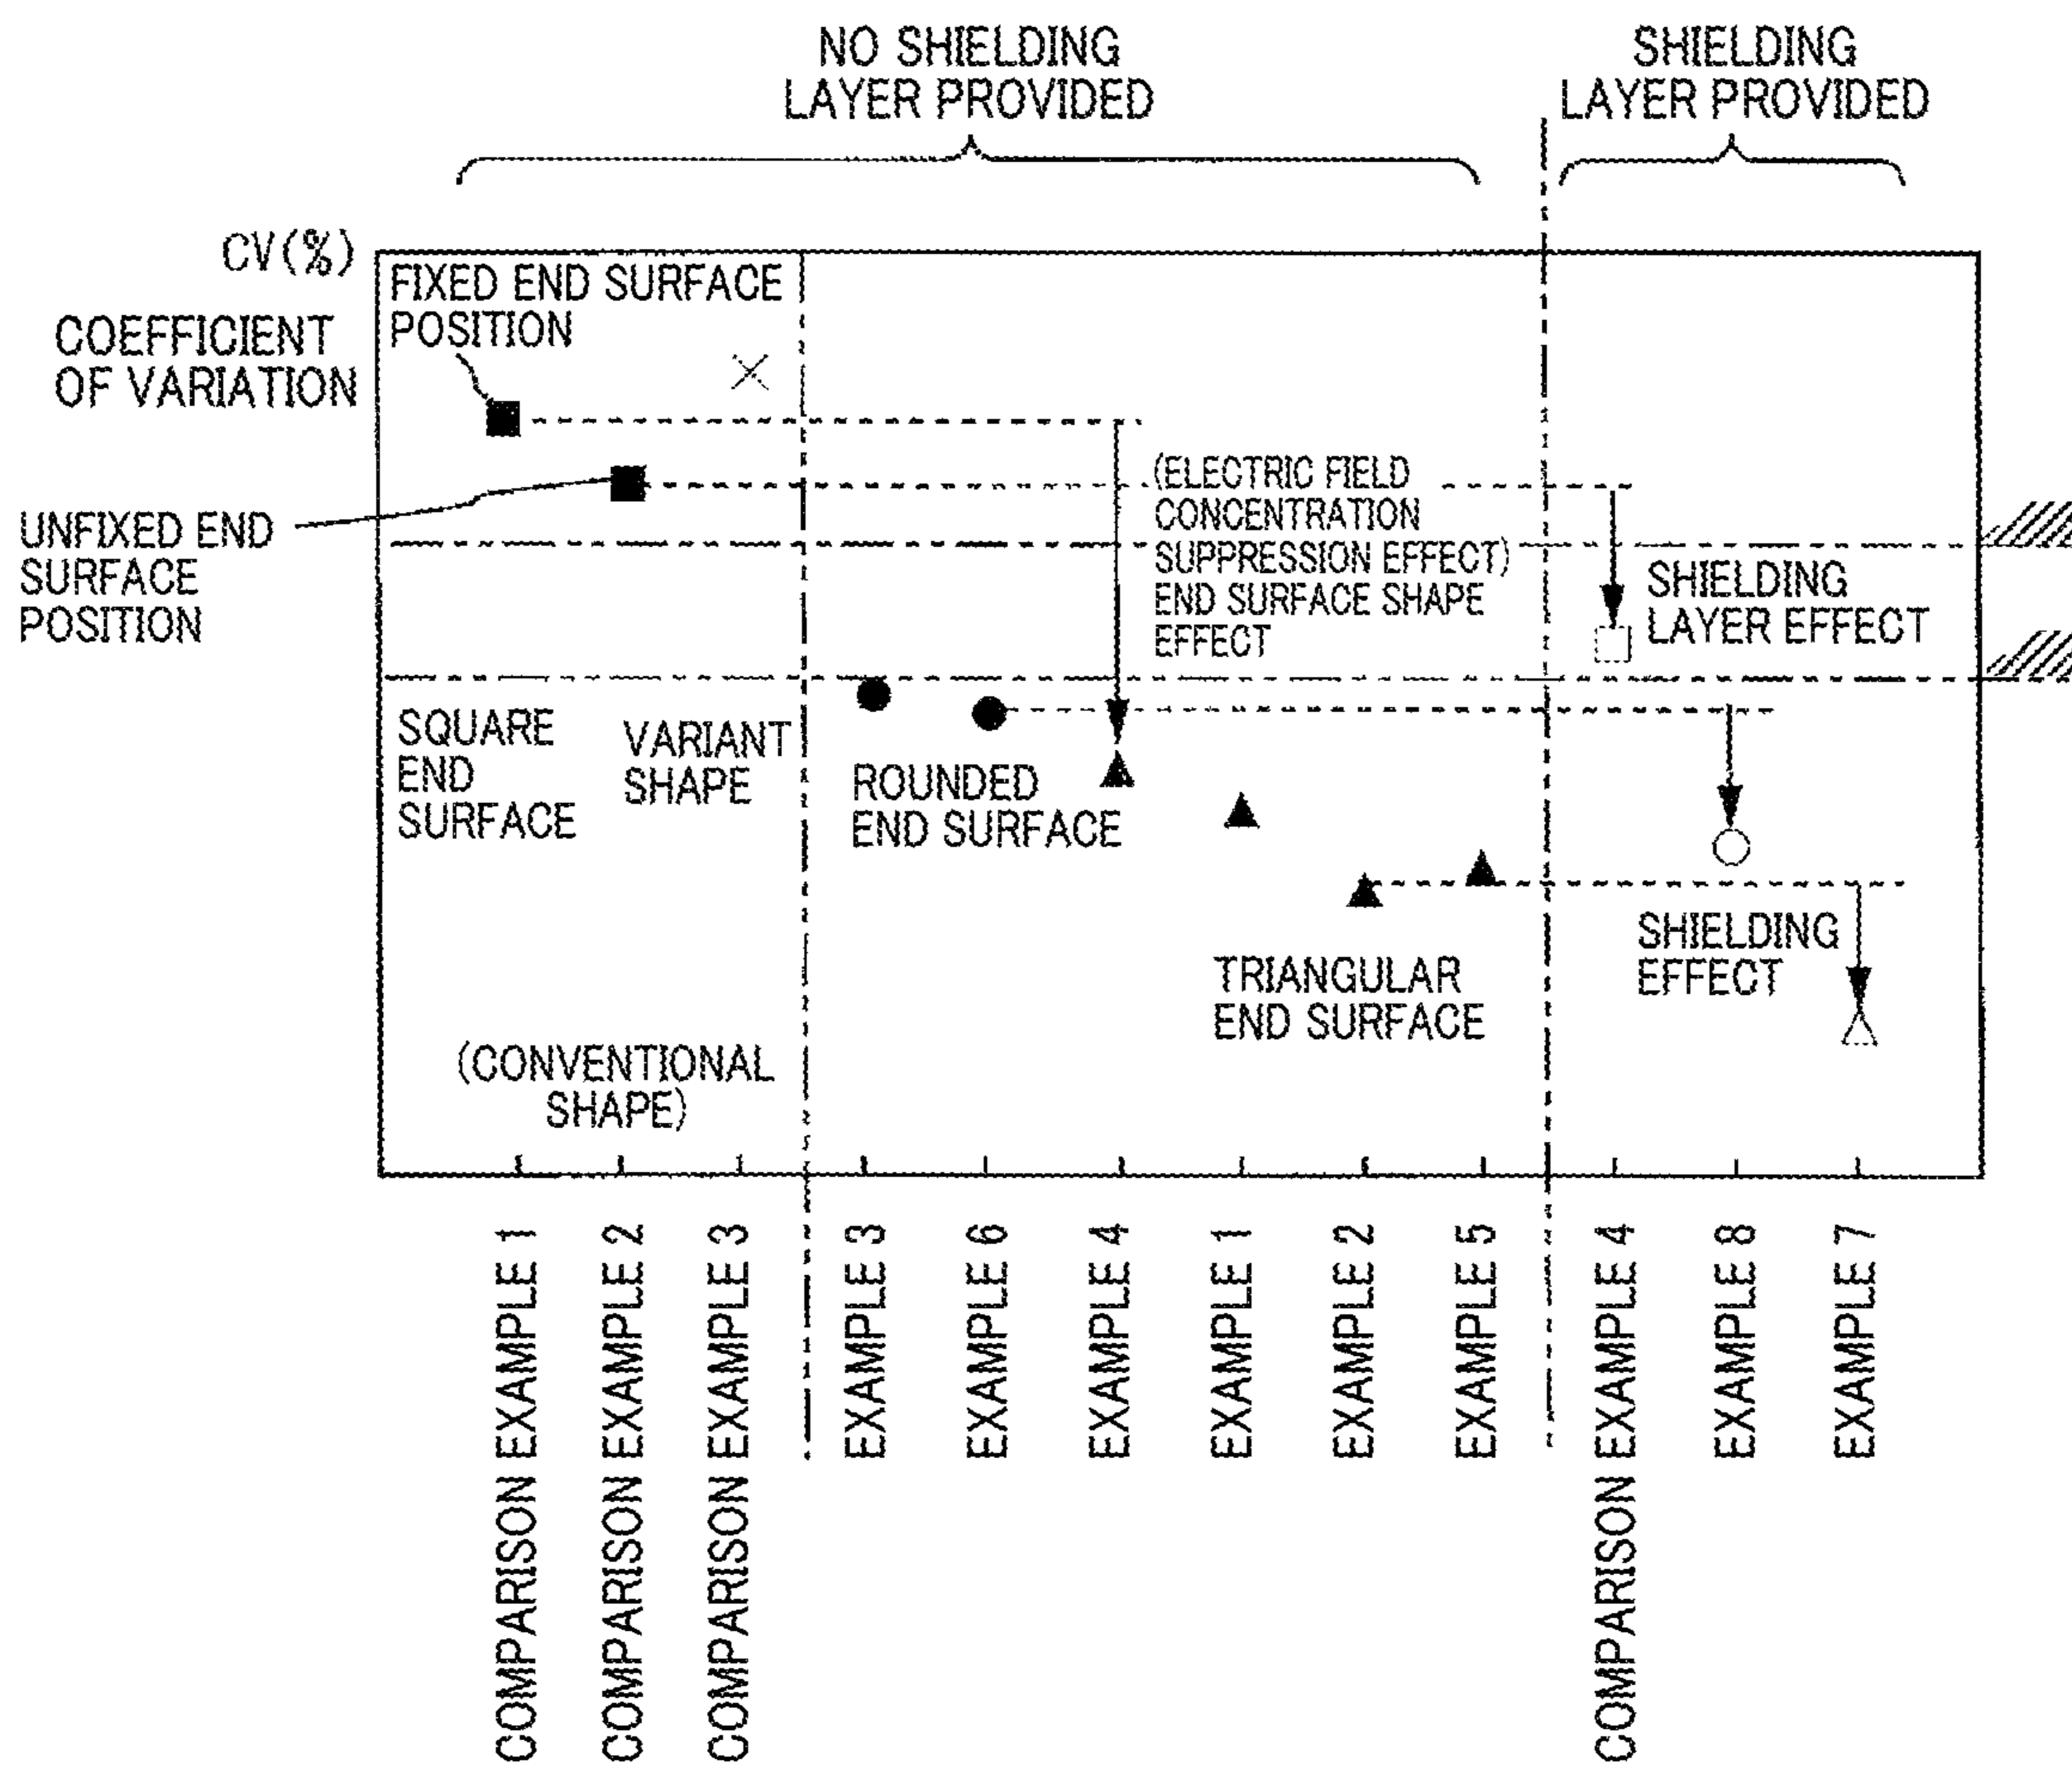 NO SHIELDING
LAYER PROVIDED
SHIELDING
LAYER PROVIDED
CV(%)
COEFFICIENT
OF VARIATION
FIXED END SURFACE
POSITION
UNFIXED END
SURFACE
POSITION
(ELECTRIC FIELD
CONCENTRATION
SUPPRESSION EFFECT)
END SURFACE SHAPE
EFFECT
SHIELDING
LAYER EFFECT
SQUARE
END
SURFACE
VARIANT
SHAPE
ROUNDED
END SURFACE
TRIANGULAR
END SURFACE
SHIELDING
EFFECT
(CONVENTIONAL
SHAPE)
COMPARISON EXAMPLE 1
COMPARISON EXAMPLE 2
COMPARISON EXAMPLE 3
EXAMPLE 3
EXAMPLE 6
EXAMPLE 4
EXAMPLE 1
EXAMPLE 2
EXAMPLE 5
COMPARISON EXAMPLE 4
EXAMPLE 8
EXAMPLE 7